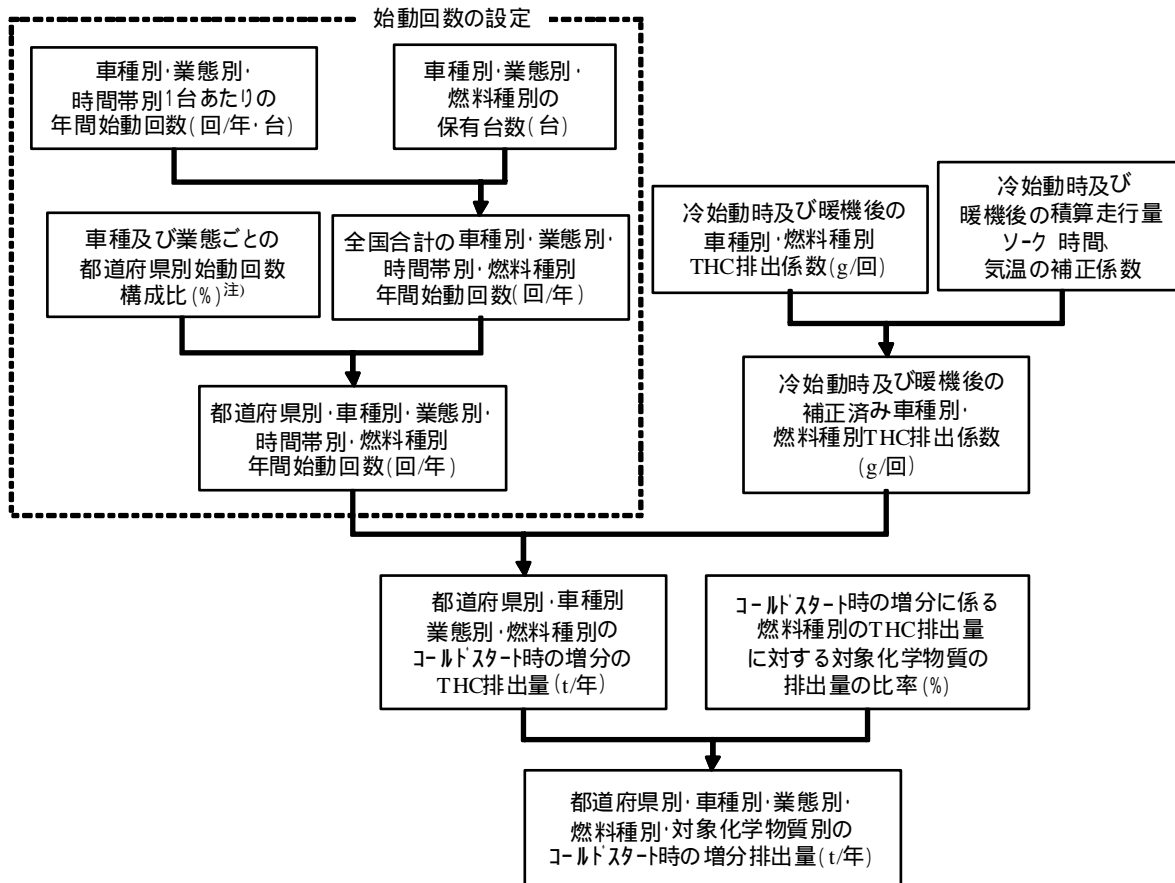 始動回数の設定
車種別･業態別･
時間帯別1台あたりの
年間始動回数(回/年･台)
車種別･業態別･
燃料種別の
保有台数(台)
車種及び業態ごとの
都道府県別始動回数
構成比(%)注)
全国合計の車種別･業態別･
時間帯別･燃料種別
年間始動回数(回/年)
冷始動時及び暖機後の
車種別･燃料種別
THC排出係数(g/回)
冷始動時及び
暖機後の積算走行量
ソーク時間、
気温の補正係数
都道府県別･車種別･業態別･
時間帯別･燃料種別
年間始動回数(回/年)
冷始動時及び暖機後の
補正済み車種別･
燃料種別THC排出係数
(g/回)
都道府県別･車種別
業態別･燃料種別の
ｺｰﾙﾄﾞｽﾀｰﾄ時の増分の
THC排出量(t/年)
ｺｰﾙﾄﾞｽﾀｰﾄ時の増分に係る
燃料種別のTHC排出量
に対する対象化学物質の
排出量の比率(%)
都道府県別･車種別･業態別･
燃料種別･対象化学物質別の
ｺｰﾙﾄﾞｽﾀｰﾄ時の増分排出量(t/年)